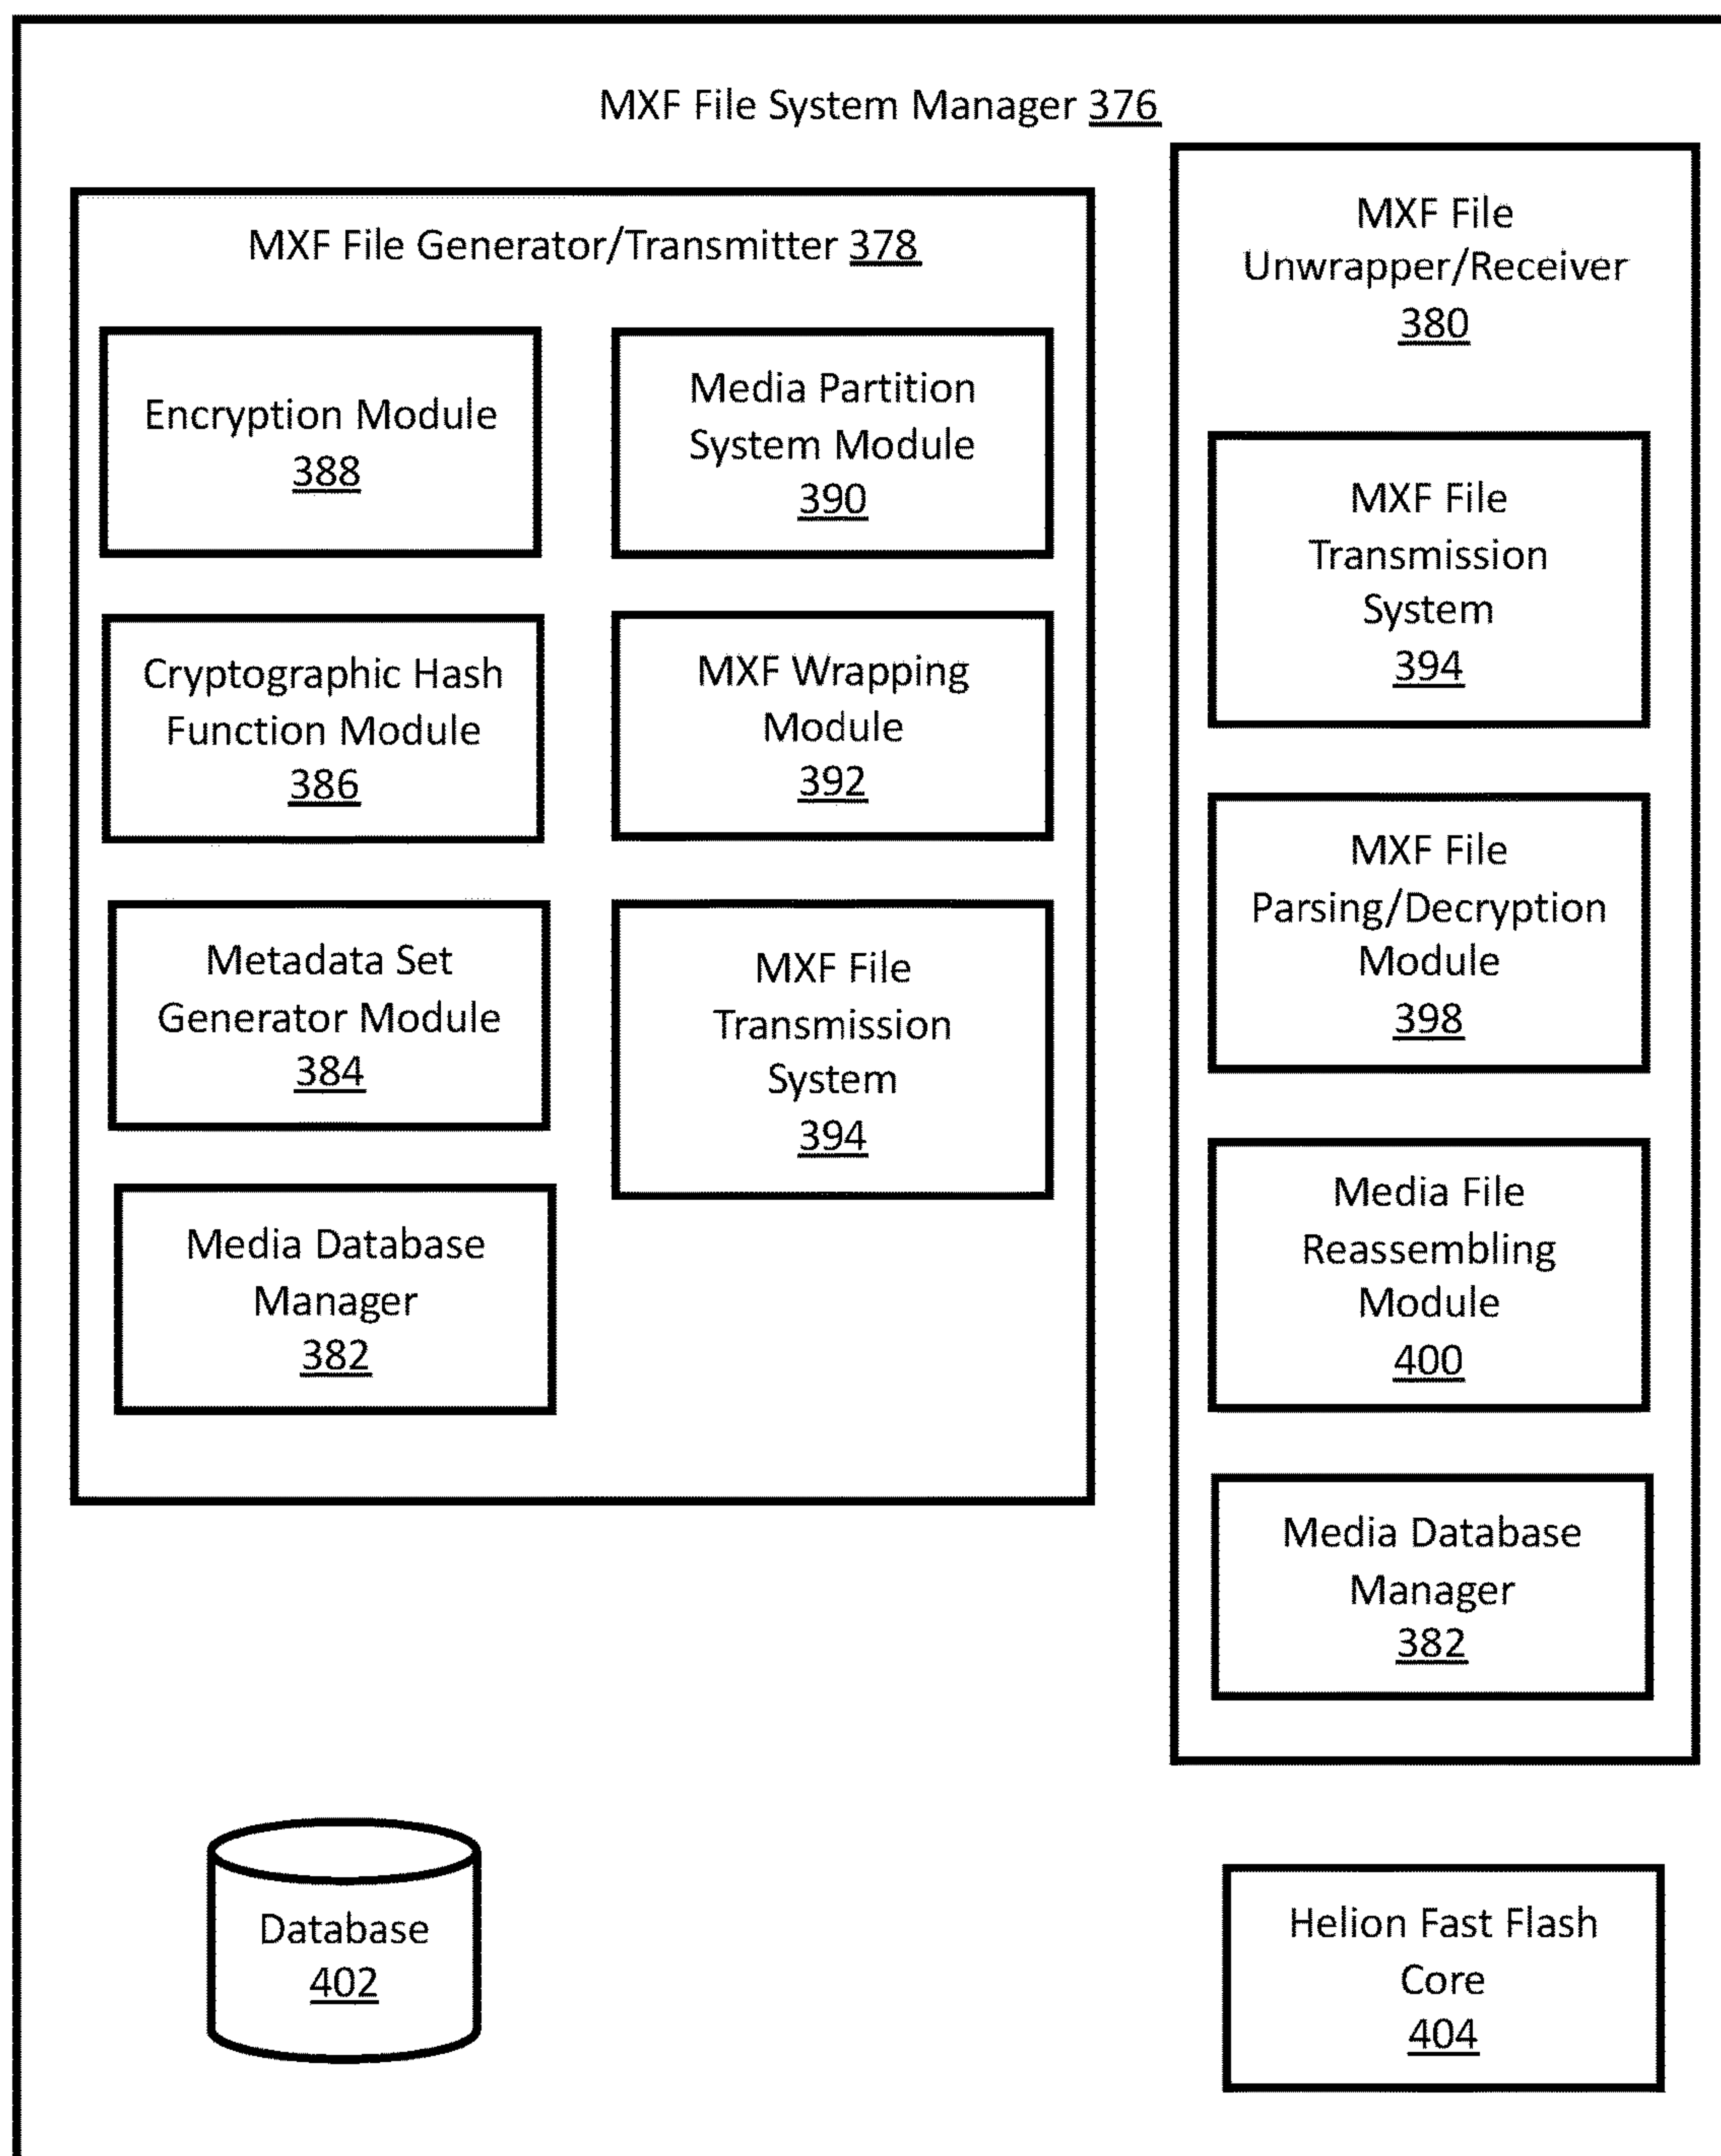 MXF File System Manager 376
MXF File Generator/Transmitter 378
Encryption Module
388
Media Partition
System Module
390
Cryptographic Hash
Function Module
386
MXF Wrapping
Module
392
Metadata Set
Generator Module
384
MXF File
Transmission
System
394
Media Database
Manager
382
MXF File
Unwrapper/Receiver
380
MXF File
Transmission
System
394
MXF File
Parsing/Decryption
Module
398
Media File
Reassembling
Module
400
Media Database
Manager
382
Database
402
Helion Fast Flash
Core
404